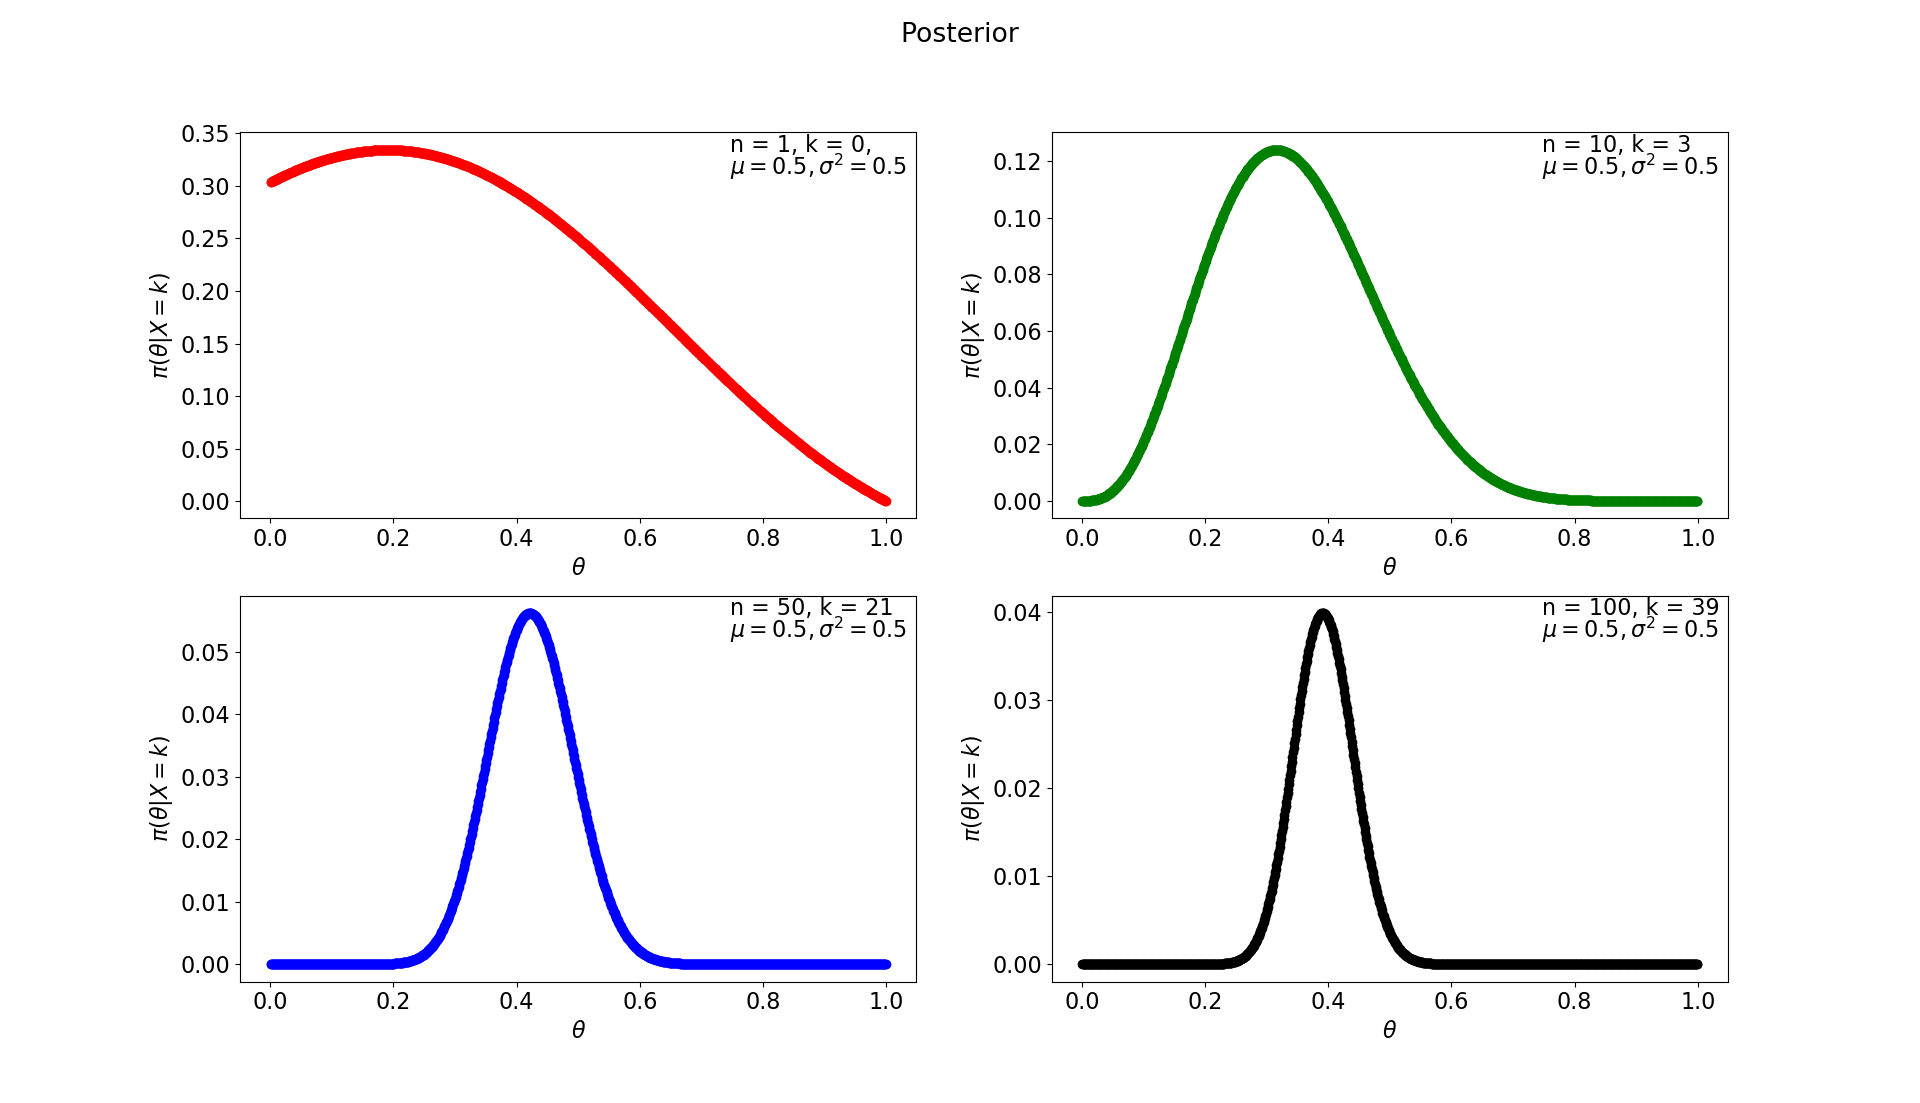 Posterior
n = 1, k = 0,
μ = 0.5, σ² = 0.5
π(θ|X = k)
0.35
0.30
0.25
0.20
0.15
0.10
0.05
0.00
0.0 0.2 0.4 0.6 0.8 1.0
θ
n = 10, k = 3
μ = 0.5, σ² = 0.5
π(θ|X = k)
0.12
0.10
0.08
0.06
0.04
0.02
0.00
0.0 0.2 0.4 0.6 0.8 1.0
θ
n = 50, k = 21
μ = 0.5, σ² = 0.5
π(θ|X = k)
0.05
0.04
0.03
0.02
0.01
0.00
0.0 0.2 0.4 0.6 0.8 1.0
θ
n = 100, k = 39
μ = 0.5, σ² = 0.5
π(θ|X = k)
0.04
0.03
0.02
0.01
0.00
0.0 0.2 0.4 0.6 0.8 1.0
θ